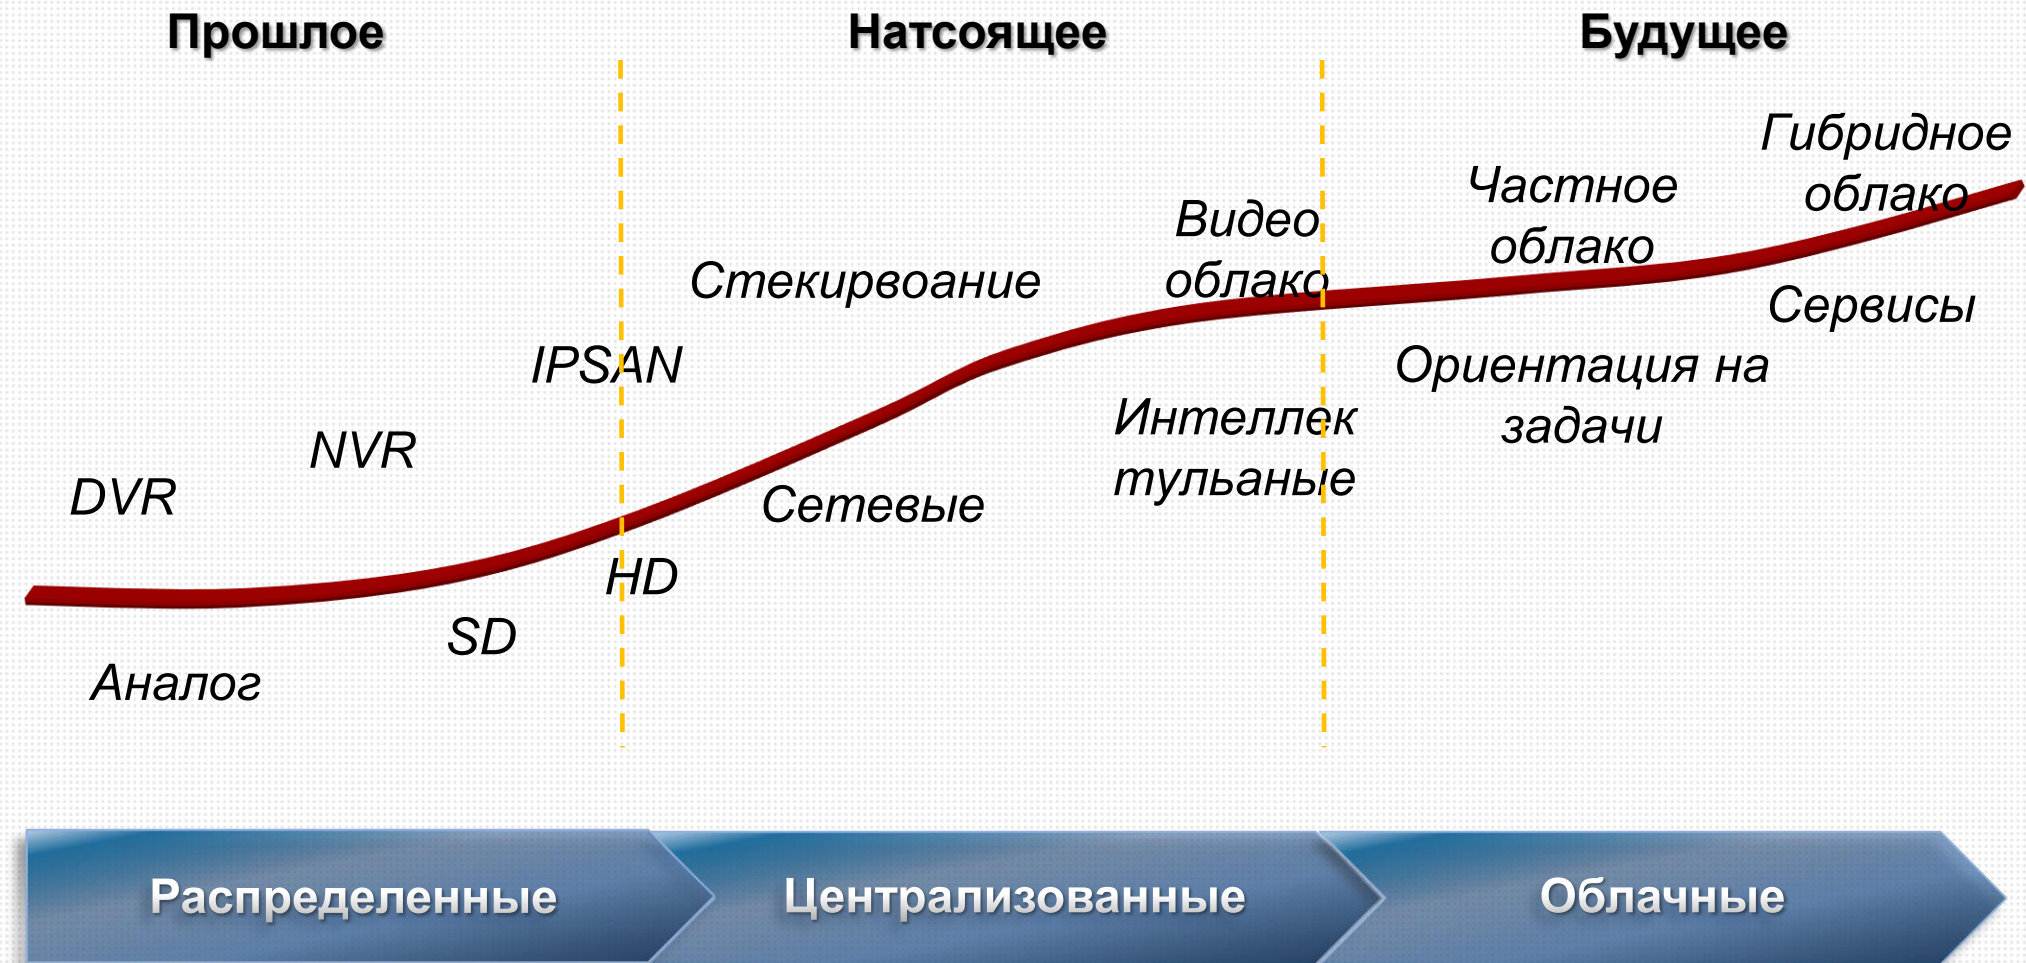 Прошлое
Натсоящее
Будущее
Гибридное
облако
Частное
облако
Видео
облако
Стекирвоание
Сервисы
IPSAN
Ориентация на
задачи
Интеллек
тульаные
NVR
DVR
Сетевые
HD
SD
Аналог
Распределенные
Централизованные
Облачные